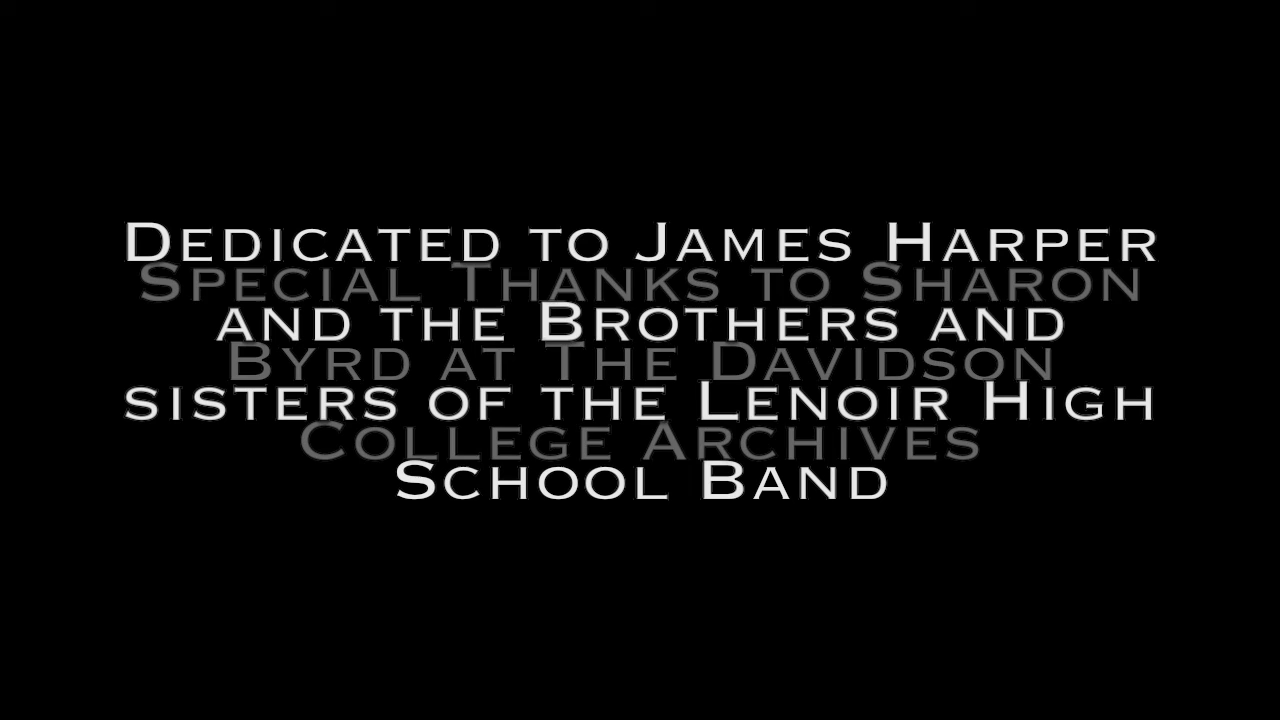 Dedicated to James Harper
Special Thanks to Sharon
and the Brothers and
Byrd at The Davidson
sisters of the Lenoir High
College Archives
School Band